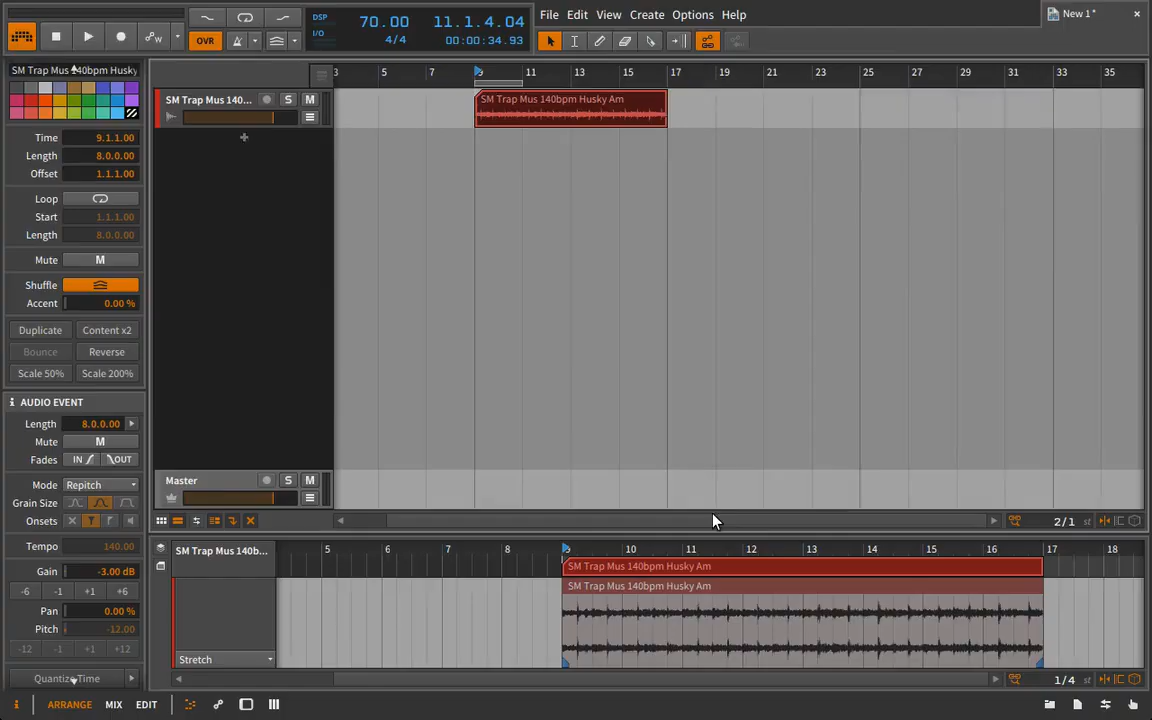 DSP
I/O
70.00
4/4
11.1.4.04
00:00:34.93
File Edit View Create Options Help
New 1*
OVR
SM Trap Mus 140bpm Husky
Time 9.1.1.00
Length 8.0.0.00
Offset 1.1.1.00
Loop
Start 1.1.1.00
Length 8.0.0.00
Mute M
Shuffle
Accent 0.00 %
Duplicate Content x2
Bounce Reverse
Scale 50% Scale 200%
AUDIO EVENT
Length 8.0.0.00
Mute M
Fades IN OUT
Mode Repitch
Grain Size
Onsets
Tempo 140.00
Gain -3.00 dB
-6 -1 +1 +6
Pan 0.00 %
Pitch -12.00
-12 -1 +1 +12
Quantize Time
3 5 7 9 11 13 15 17 19 21 23 25 27 29 31 33 35
SM Trap Mus 140... S M
SM Trap Mus 140bpm Husky Am
Master S M
2/1
SM Trap Mus 140b...
5 6 7 8 9 10 11 12 13 14 15 16 17 18
SM Trap Mus 140bpm Husky Am
SM Trap Mus 140bpm Husky Am
Stretch
1/4 st
i ARRANGE MIX EDIT